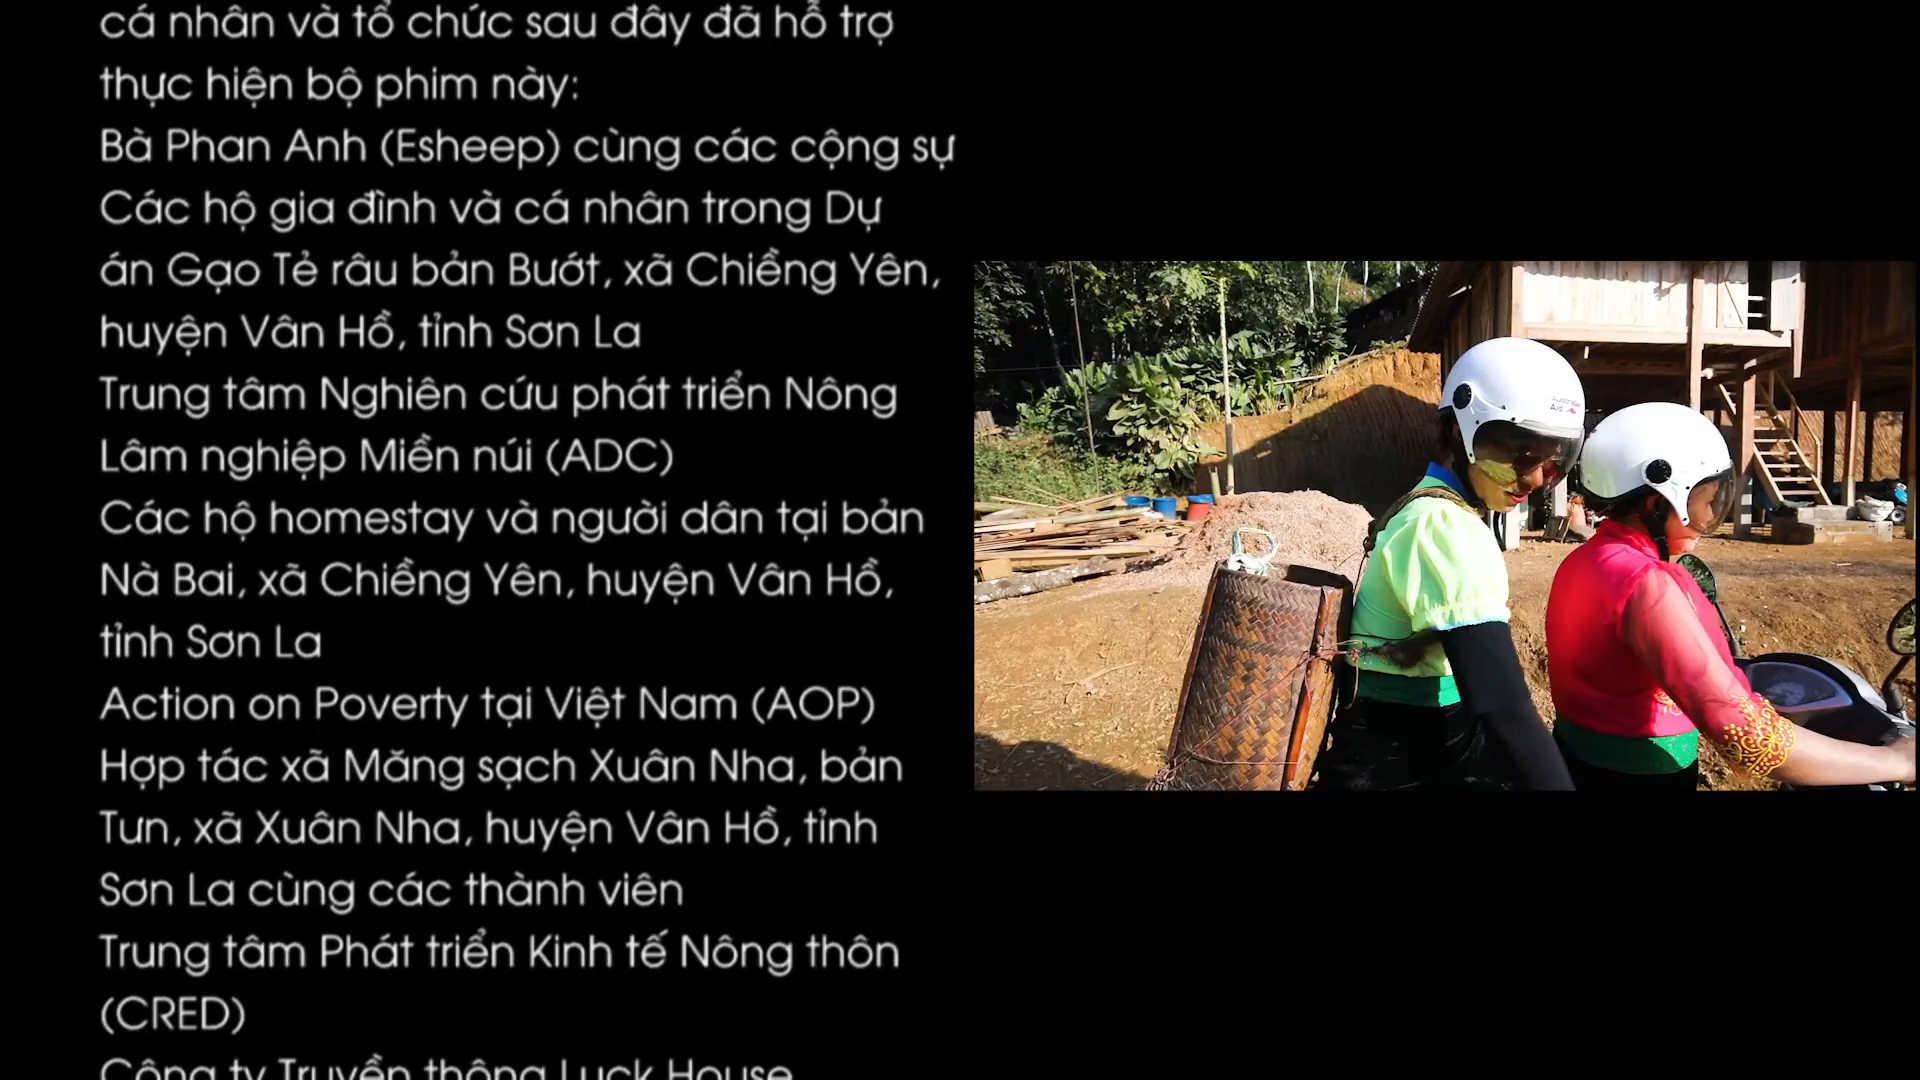 cá nhân và tổ chức sau đây đã hỗ trợ
thực hiện bộ phim này:
Bà Phan Anh (Esheep) cùng các cộng sự
Các hộ gia đình và cá nhân trong Dự
án Gạo Tẻ râu bản Bướt, xã Chiềng Yên,
huyện Vân Hồ, tỉnh Sơn La
Trung tâm Nghiên cứu phát triển Nông
Lâm nghiệp Miền núi (ADC)
Các hộ homestay và người dân tại bản
Nà Bai, xã Chiềng Yên, huyện Vân Hồ,
tỉnh Sơn La
Action on Poverty tại Việt Nam (AOP)
Hợp tác xã Măng sạch Xuân Nha, bản
Tưn, xã Xuân Nha, huyện Vân Hồ, tỉnh
Sơn La cùng các thành viên
Trung tâm Phát triển Kinh tế Nông thôn
(CRED)
Công ty Truyền thông Luck House
Australian
Aid